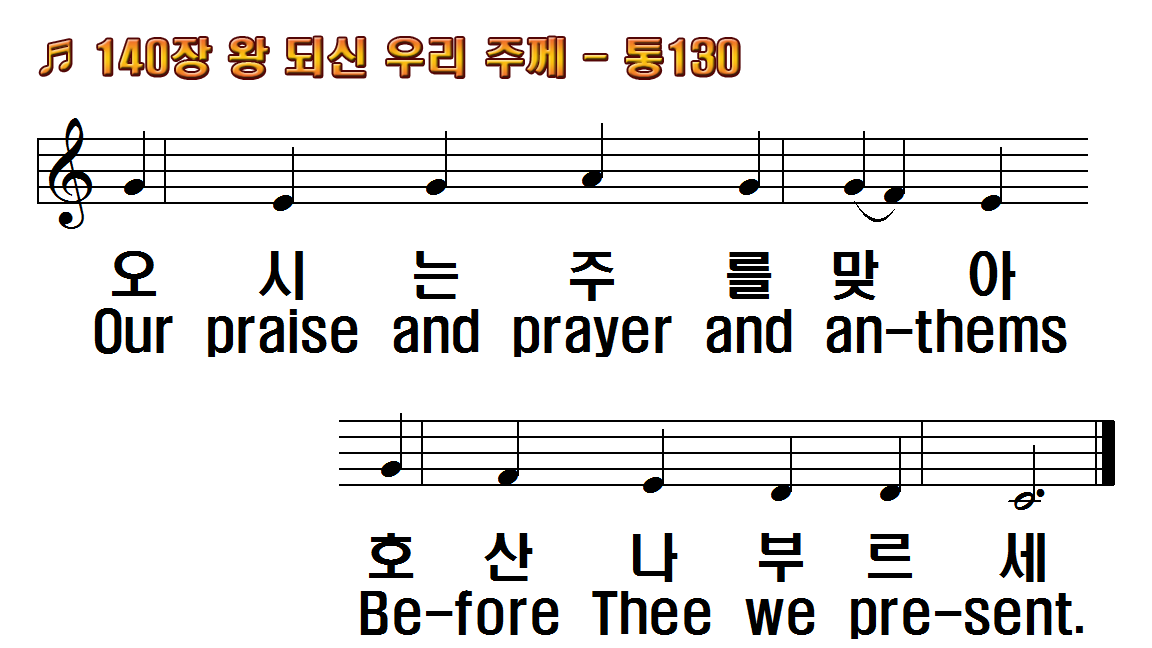 140장 왕 되신 우리 주께 - 통130
오 시 는 주 를 맞 아
Our praise and prayer and an-thems
호 산 나 부 르 세
Be-fore Thee we pre-sent.